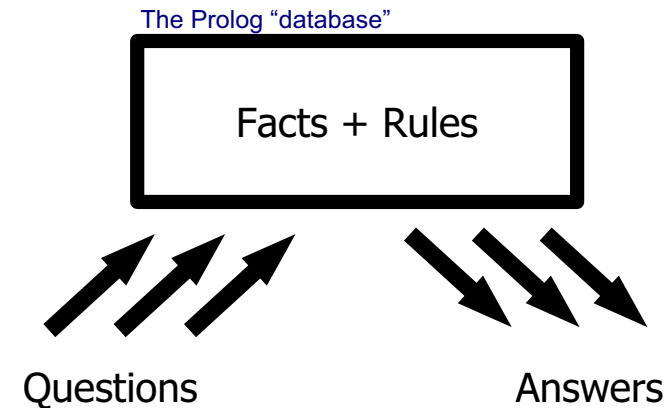 The Prolog “database”
Facts + Rules
Questions Answers